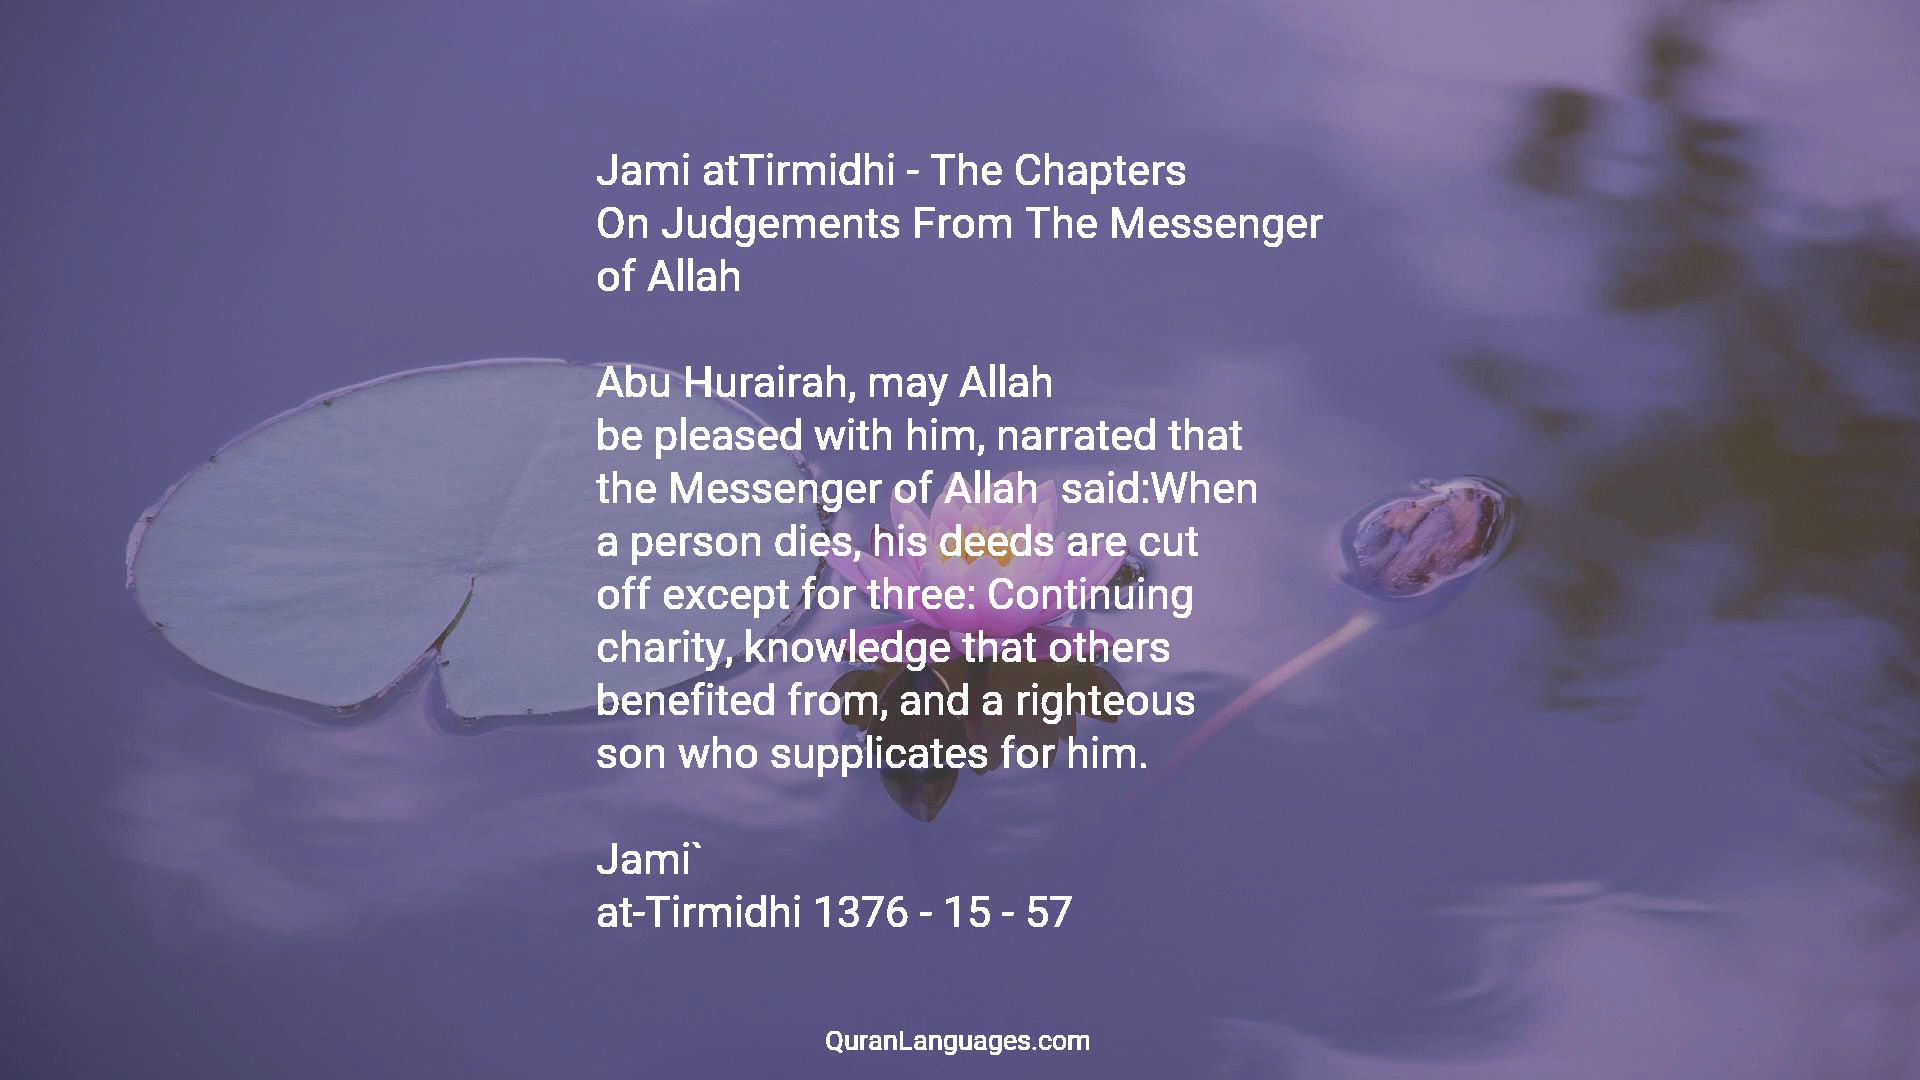 Jami atTirmidhi - The Chapters
On Judgements From The Messenger
of Allah
Abu Hurairah, may Allah
be pleased with him, narrated that
the Messenger of Allah  said:When
a person dies, his deeds are cut
off except for three: Continuing
charity, knowledge that others
benefited from, and a righteous
son who supplicates for him.
Jami`
at-Tirmidhi 1376 - 15 - 57
QuranLanguages.com